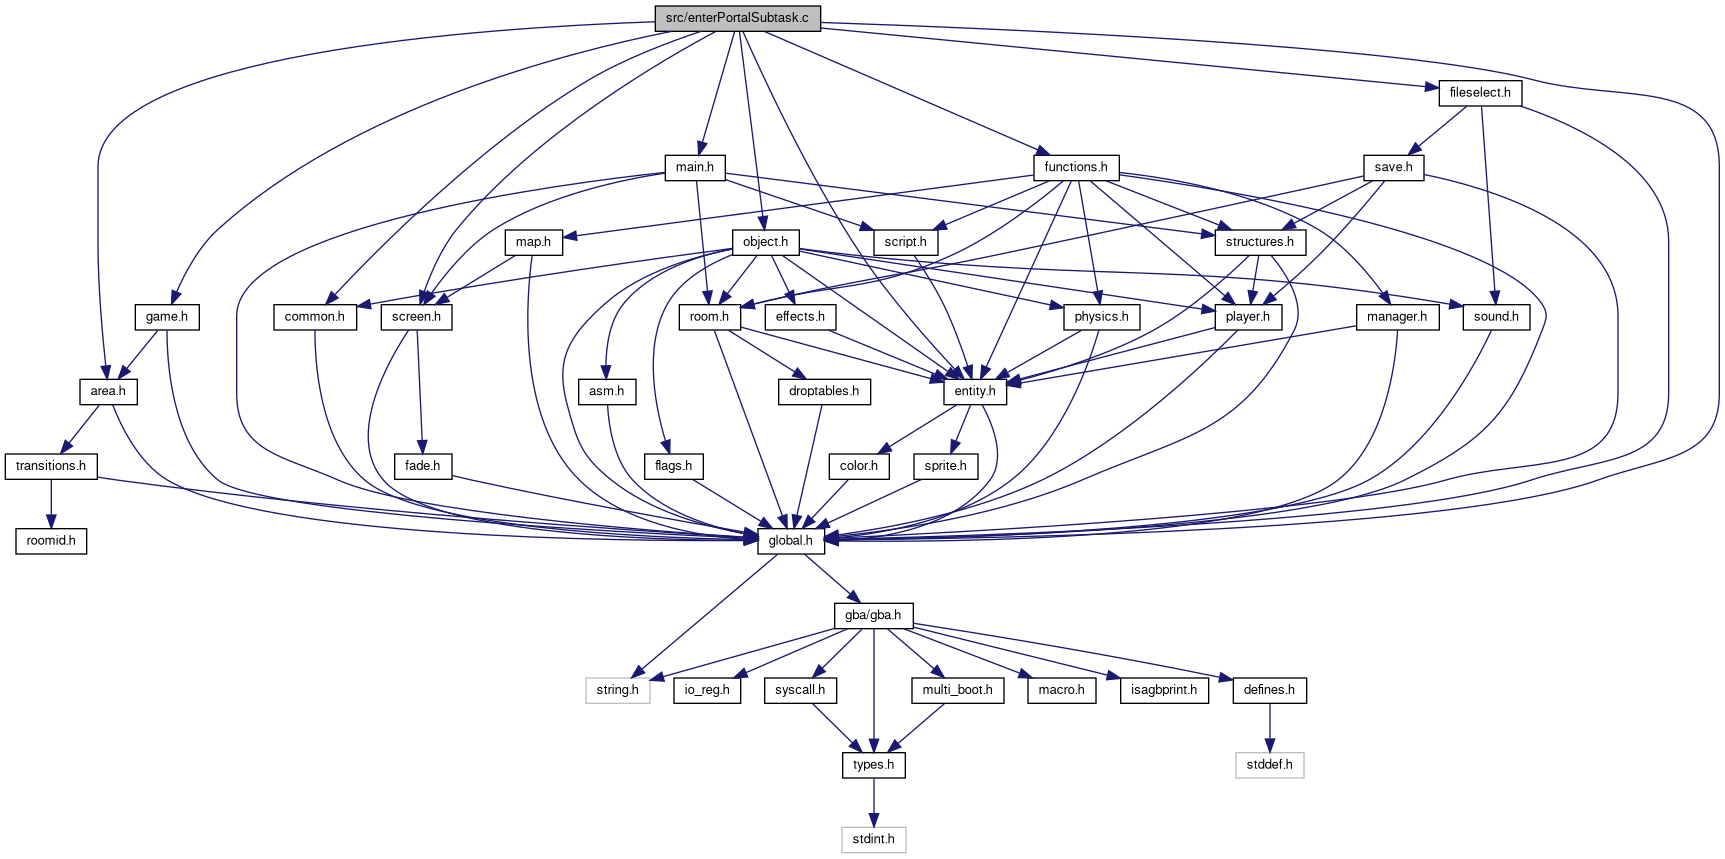 src/enterPortalSubtask.c
fileselect.h
main.h
functions.h
save.h
map.h
object.h
script.h
structures.h
game.h
common.h
screen.h
room.h
effects.h
physics.h
player.h
manager.h
sound.h
area.h
asm.h
droptables.h
entity.h
transitions.h
fade.h
flags.h
color.h
sprite.h
roomid.h
global.h
gba/gba.h
string.h
io_reg.h
syscall.h
multi_boot.h
macro.h
isagbprint.h
defines.h
types.h
stddef.h
stdint.h